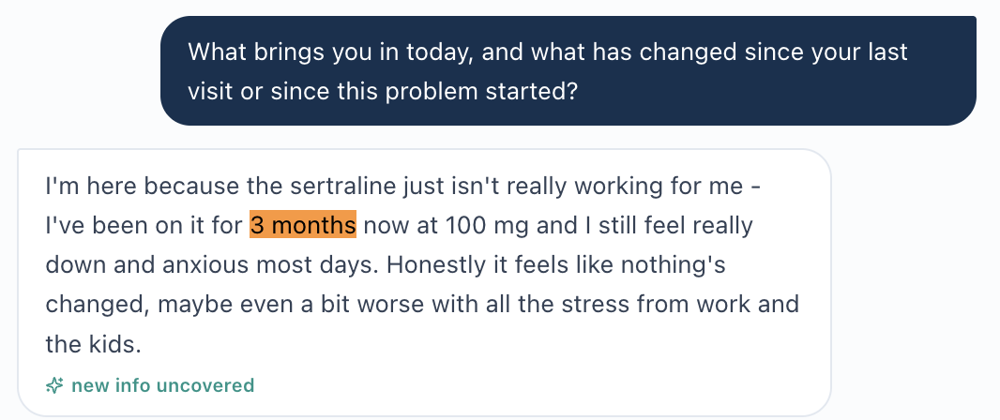 What brings you in today, and what has changed since your last
visit or since this problem started?
I'm here because the sertraline just isn't really working for me -
I've been on it for 3 months now at 100 mg and I still feel really
down and anxious most days. Honestly it feels like nothing's
changed, maybe even a bit worse with all the stress from work and
the kids.
new info uncovered